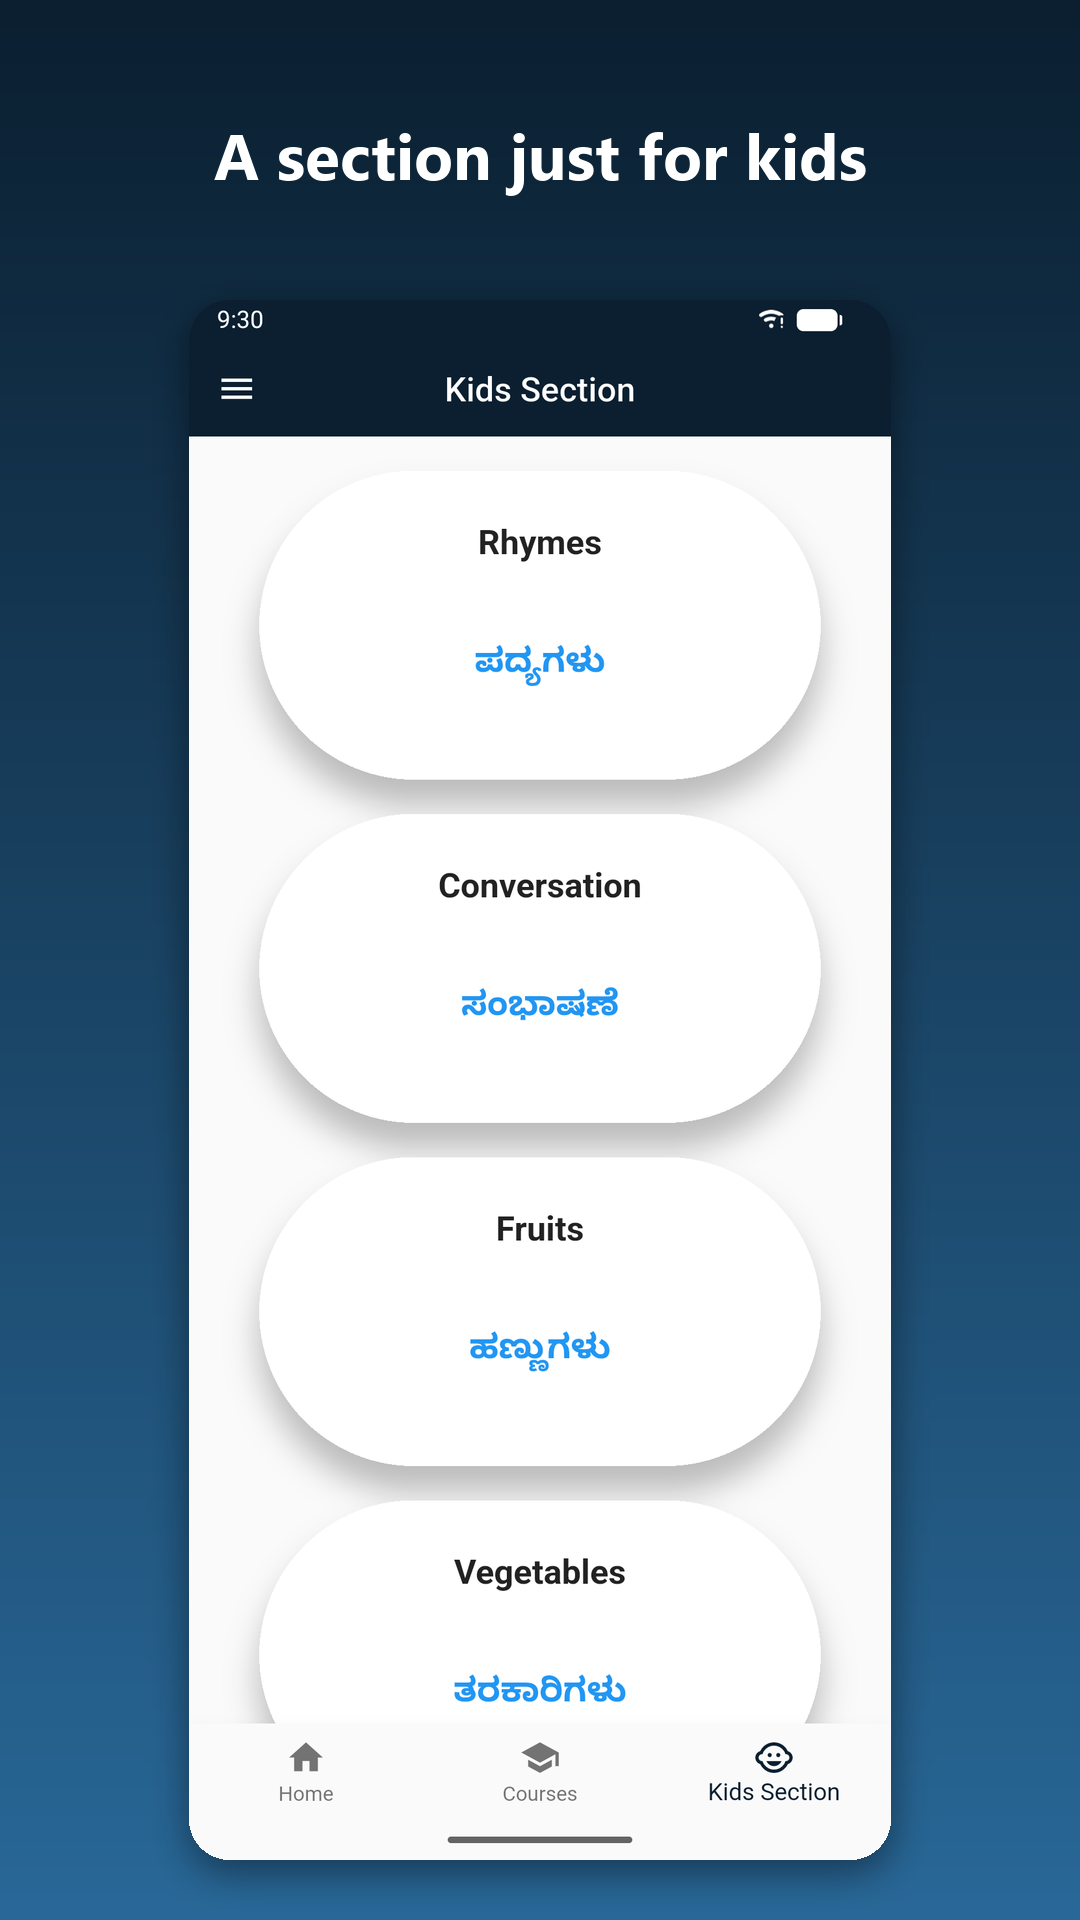 A section just for kids
9:30
Kids Section
Rhymes
ಪದ್ಯಗಳು
Conversation
ಸಂಭಾಷಣೆ
Fruits
ಹಣ್ಣುಗಳು
Vegetables
ತರಕಾರಿಗಳು
Home
Courses
Kids Section